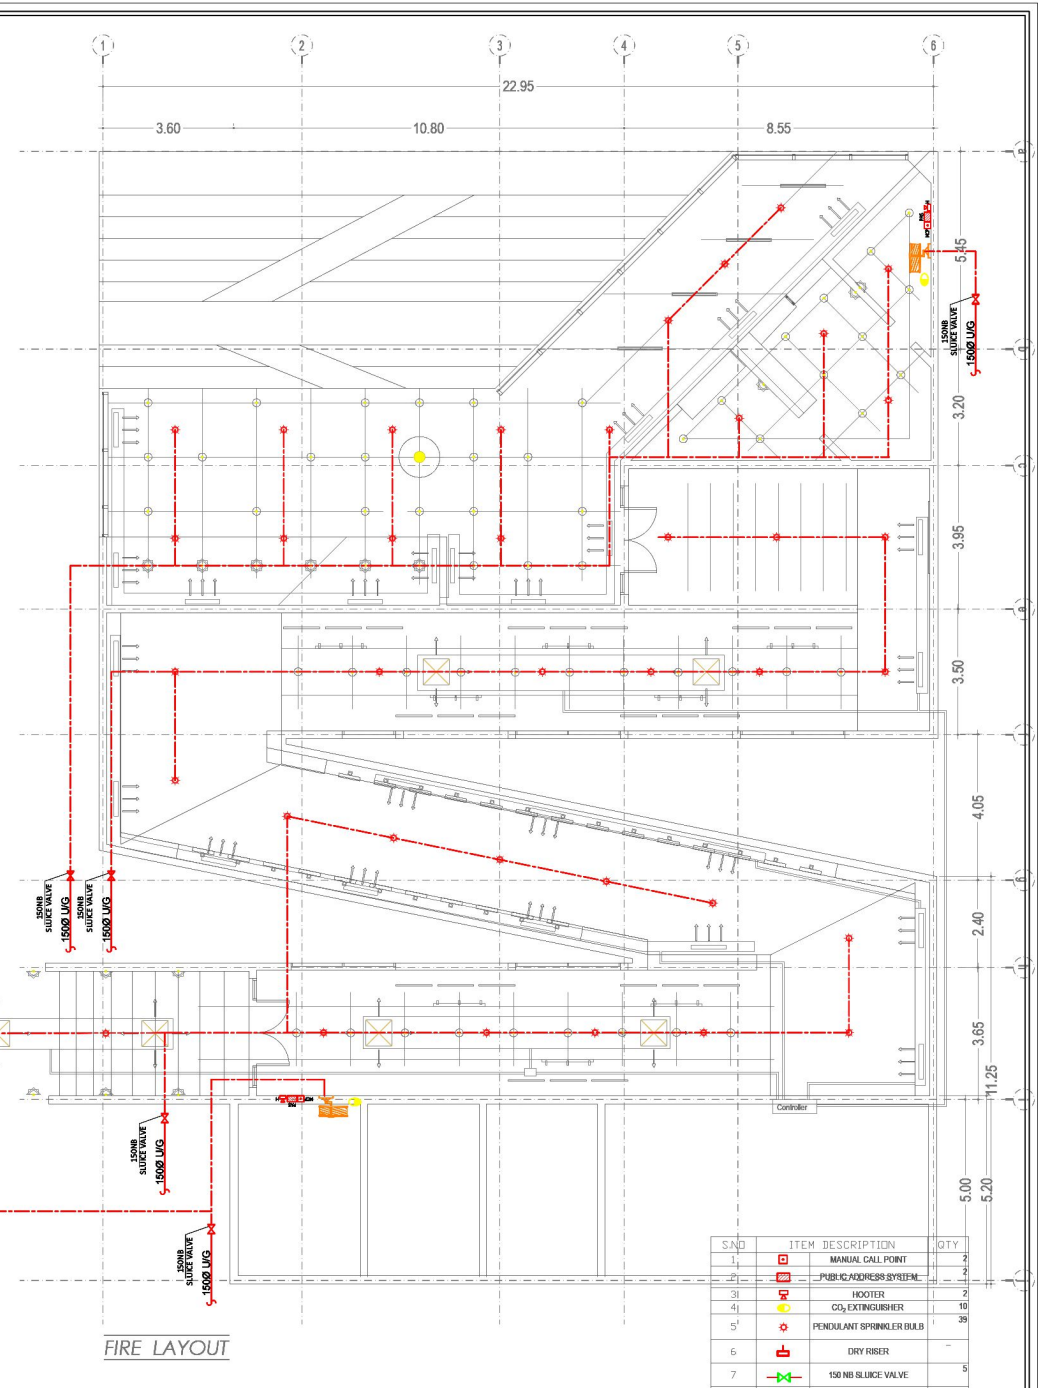 1 2 3 4 5 6
22.95
3.60 10.80 8.55
5.45
150NB
SLUICE VALVE
150Ø U/G
3.20
3.95
3.50
4.05
150NB
SLUICE VALVE
150Ø U/G
150NB
SLUICE VALVE
150Ø U/G
2.40
3.65
11.25
Controller
150NB
SLUICE VALVE
150Ø U/G
5.00
5.20
150NB
SLUICE VALVE
150Ø U/G
S.NO ITEM DESCRIPTION QTY
1 MANUAL CALL POINT 2
2 PUBLIC ADDRESS SYSTEM 2
3 HOOTER 2
4 CO₂ EXTINGUISHER 10
5 PENDULANT SPRINKLER BULB 39
6 DRY RISER -
7 150 NB SLUICE VALVE 5
FIRE LAYOUT